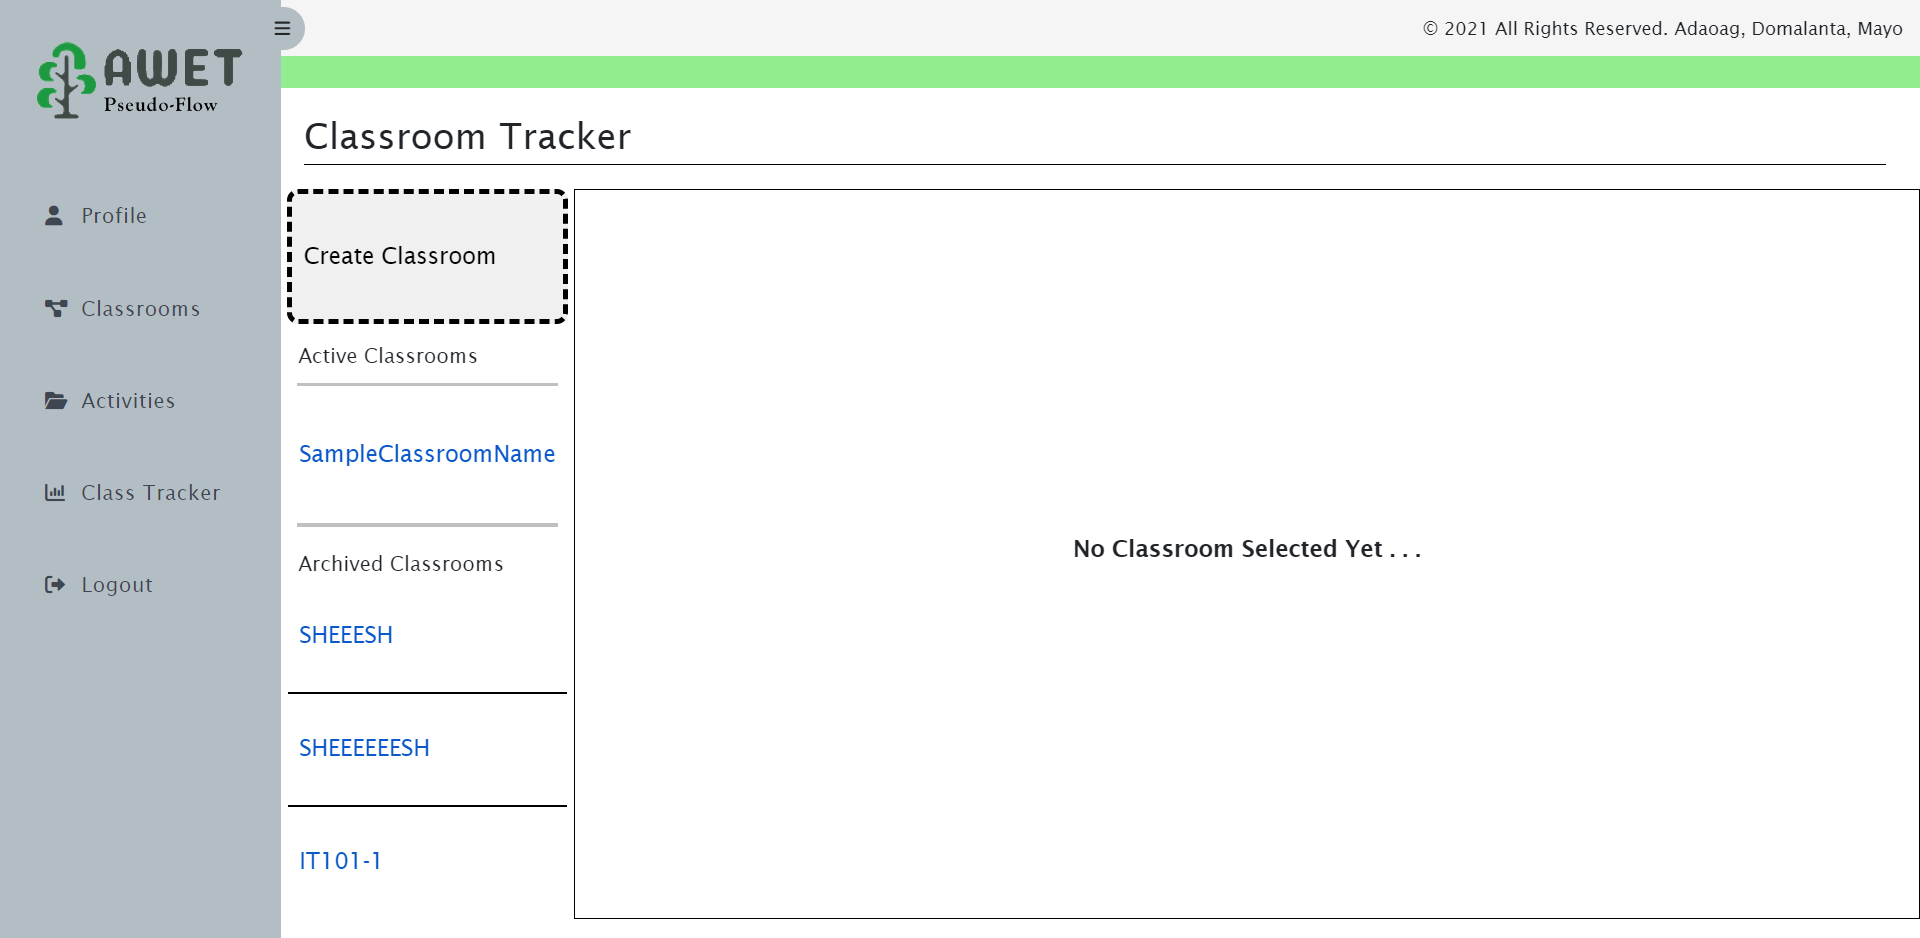 AWET
Pseudo-Flow
Profile
Classrooms
Activities
Class Tracker
Logout
© 2021 All Rights Reserved. Adaoag, Domalanta, Mayo
Classroom Tracker
Create Classroom
Active Classrooms
SampleClassroomName
Archived Classrooms
SHEEESH
SHEEEEEESH
IT101-1
No Classroom Selected Yet . . .